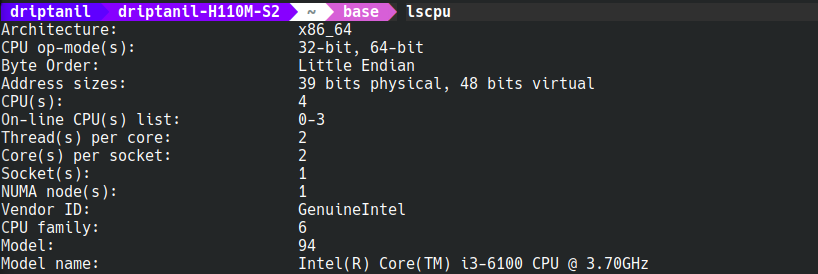 driptanil driptanil-H110M-S2 ~ base lscpu
Architecture: x86_64
CPU op-mode(s): 32-bit, 64-bit
Byte Order: Little Endian
Address sizes: 39 bits physical, 48 bits virtual
CPU(s): 4
On-line CPU(s) list: 0-3
Thread(s) per core: 2
Core(s) per socket: 2
Socket(s): 1
NUMA node(s): 1
Vendor ID: GenuineIntel
CPU family: 6
Model: 94
Model name: Intel(R) Core(TM) i3-6100 CPU @ 3.70GHz